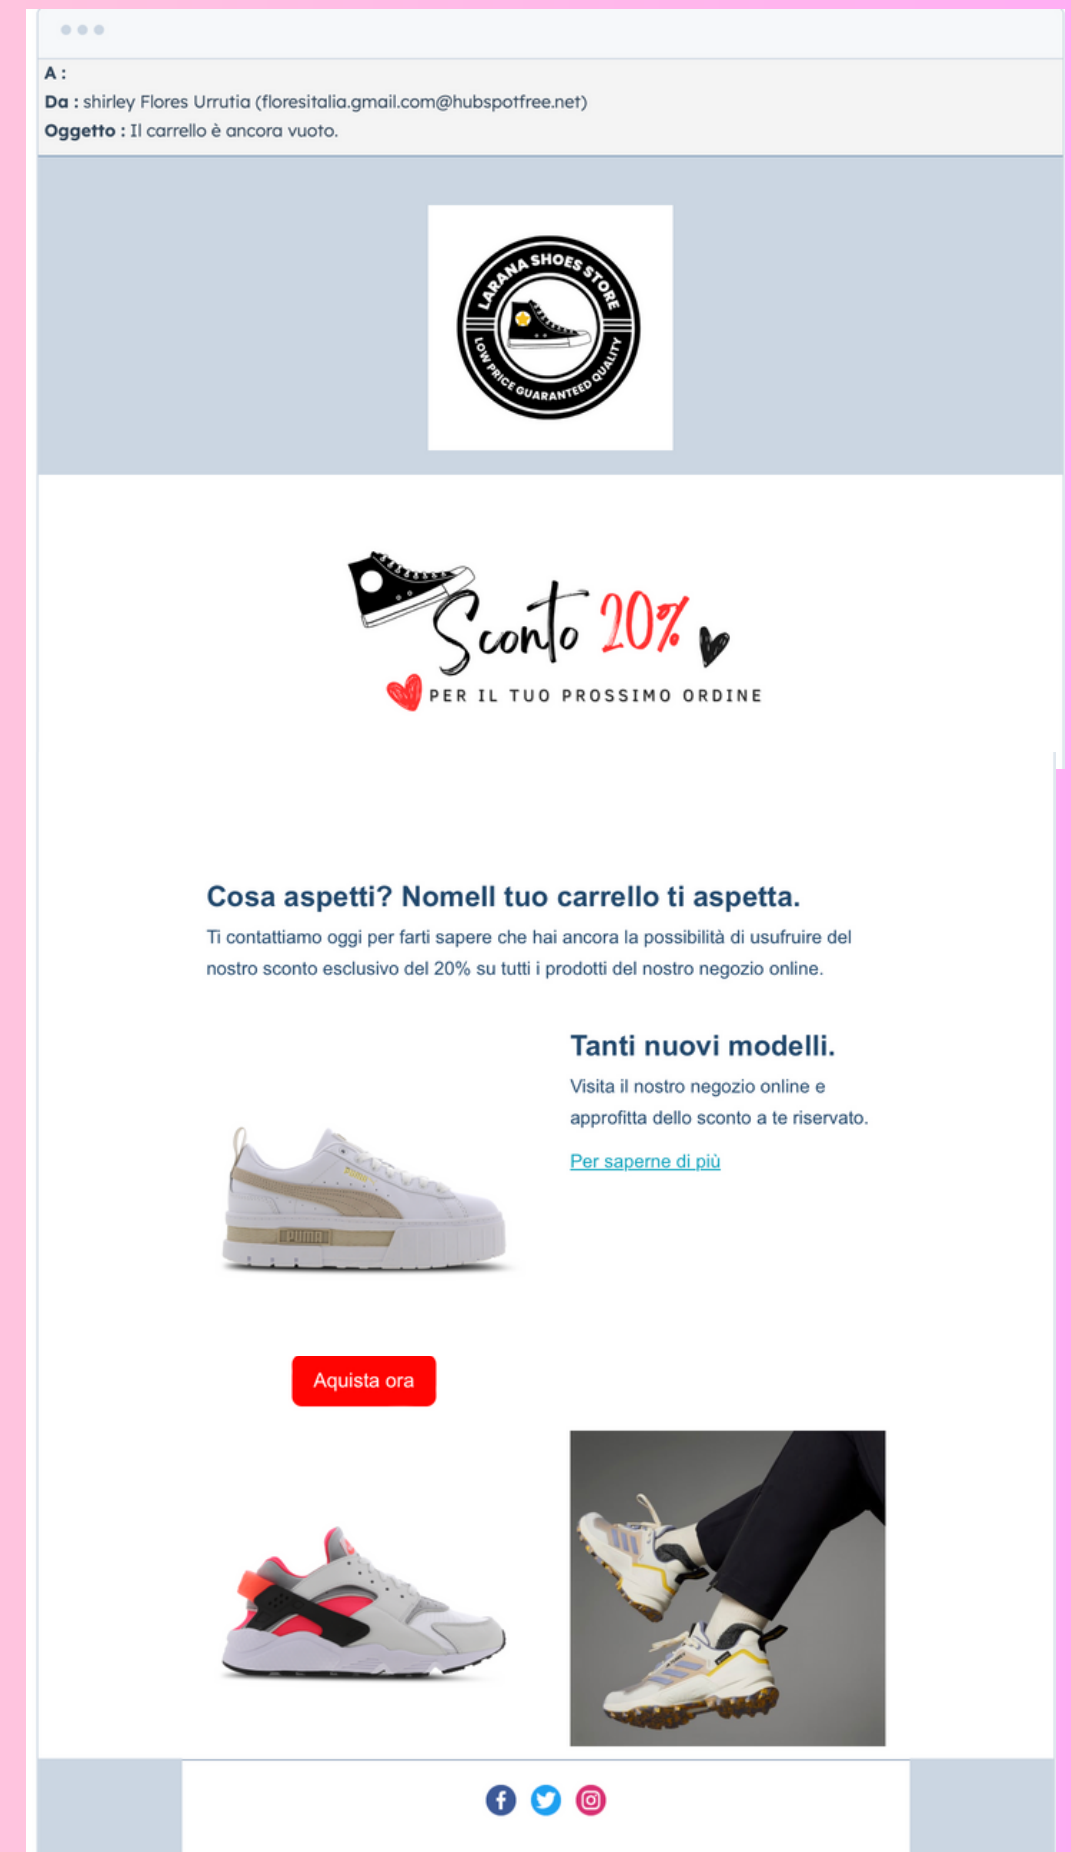 A :
Da : shirley Flores Urrutia (floresitalia.gmail.com@hubspotfree.net)
Oggetto : Il carrello è ancora vuoto.
LARANA SHOES STORE
LOW PRICE GUARANTEED QUALITY
Sconto 20%
PER IL TUO PROSSIMO ORDINE
Cosa aspetti? Nomell tuo carrello ti aspetta.
Ti contattiamo oggi per farti sapere che hai ancora la possibilità di usufruire del
nostro sconto esclusivo del 20% su tutti i prodotti del nostro negozio online.
Tanti nuovi modelli.
Visita il nostro negozio online e
approfitta dello sconto a te riservato.
Per saperne di più
PUMA
PUMA
Aquista ora